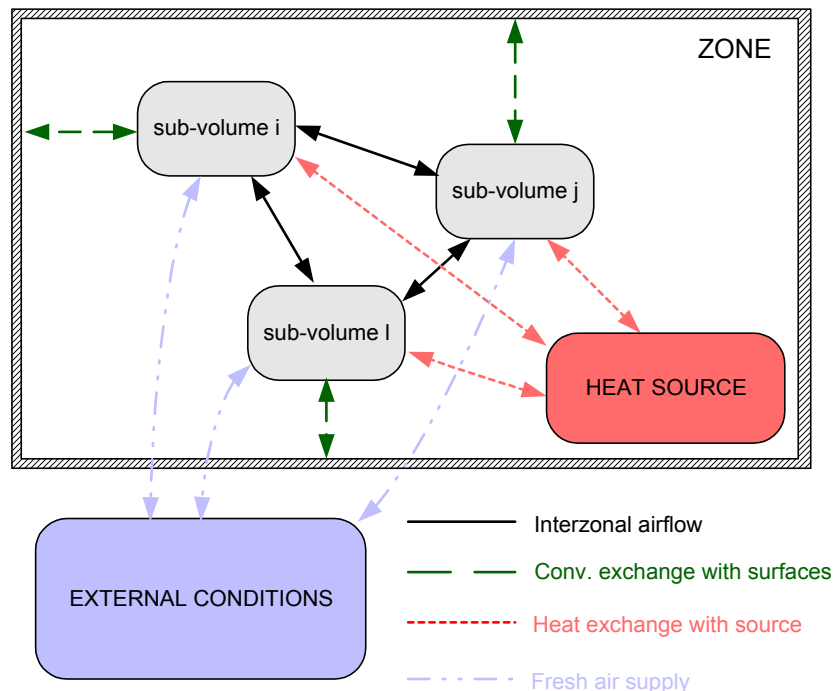 ZONE
sub-volume i
sub-volume j
sub-volume l
HEAT SOURCE
EXTERNAL CONDITIONS
Interzonal airflow
Conv. exchange with surfaces
Heat exchange with source
Fresh air supply